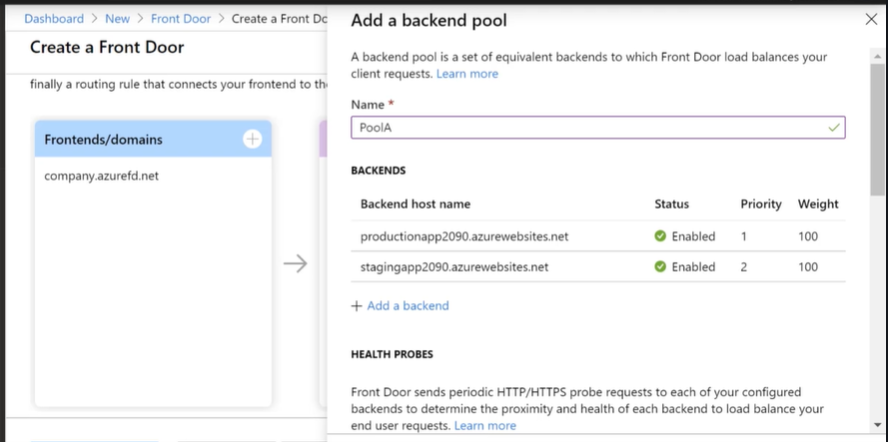 Dashboard > New > Front Door > Create a Front Do
Create a Front Door
finally a routing rule that connects your frontend to th
Frontends/domains
company.azurefd.net
Add a backend pool
A backend pool is a set of equivalent backends to which Front Door load balances your
client requests. Learn more
Name *
PoolA
BACKENDS
Backend host name Status Priority Weight
productionapp2090.azurewebsites.net Enabled 1 100
stagingapp2090.azurewebsites.net Enabled 2 100
+ Add a backend
HEALTH PROBES
Front Door sends periodic HTTP/HTTPS probe requests to each of your configured
backends to determine the proximity and health of each backend to load balance your
end user requests. Learn more